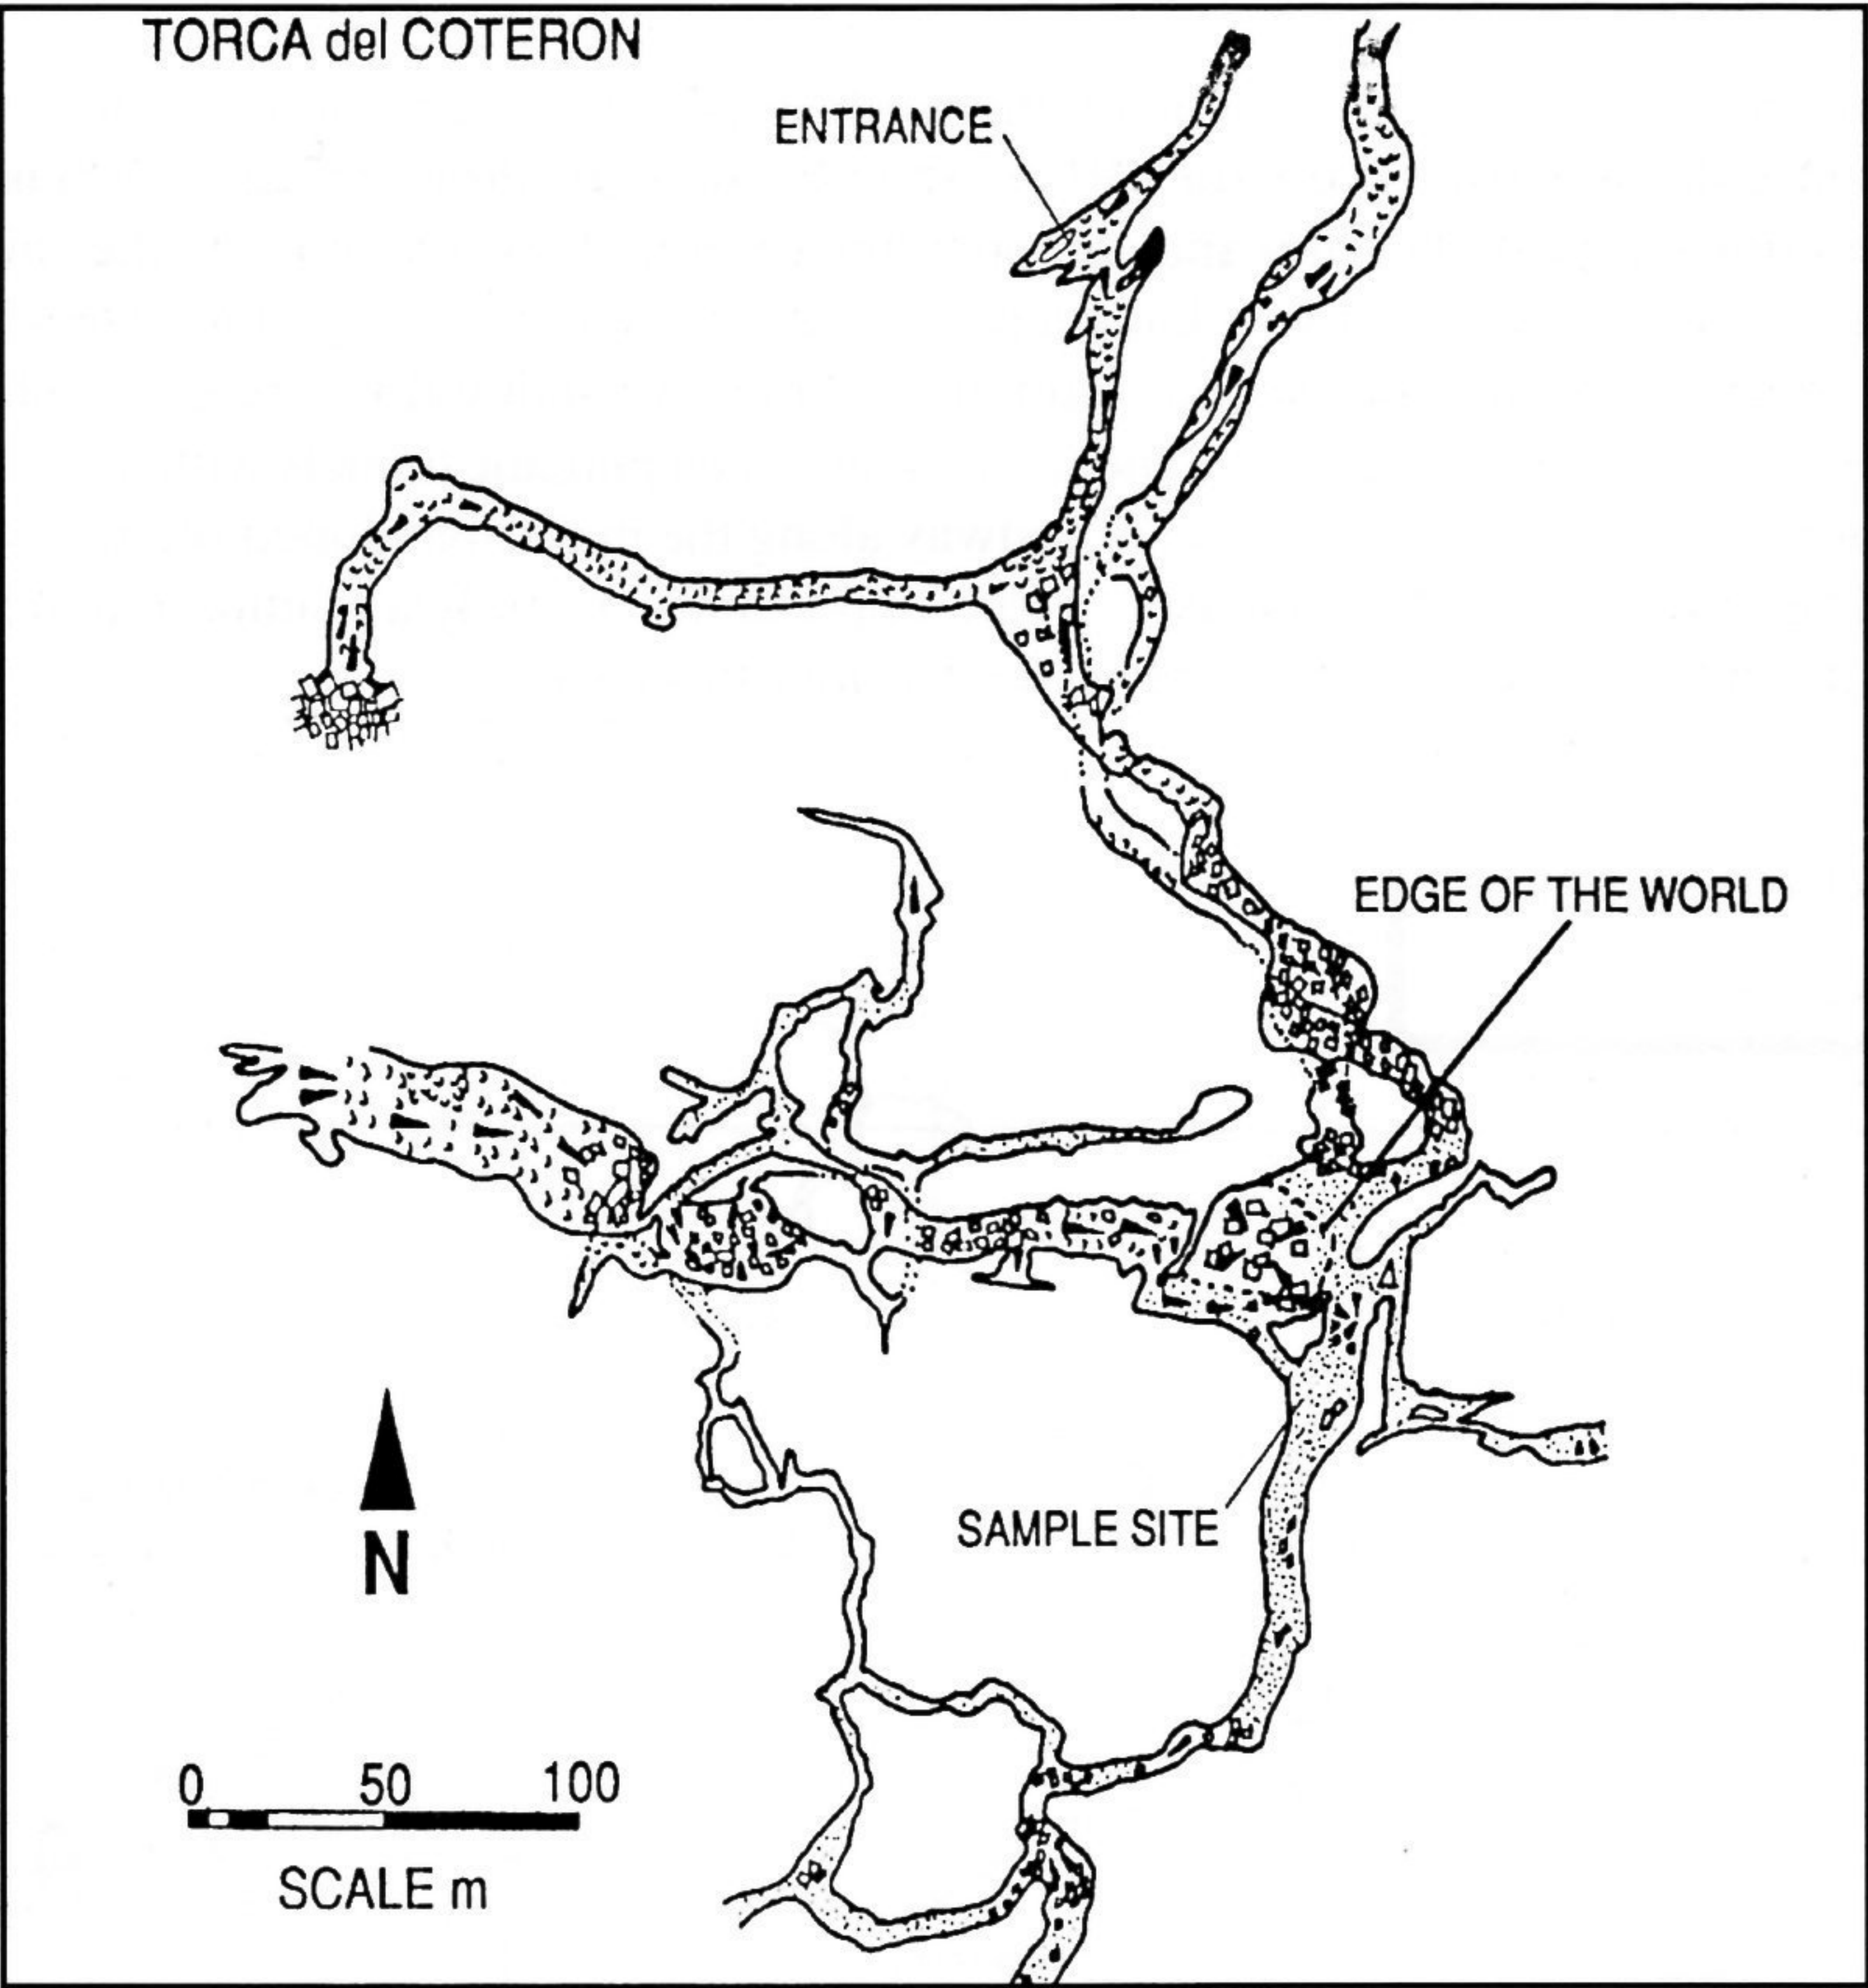 TORCA del COTERON
ENTRANCE
EDGE OF THE WORLD
SAMPLE SITE
N
0 50 100
SCALE m